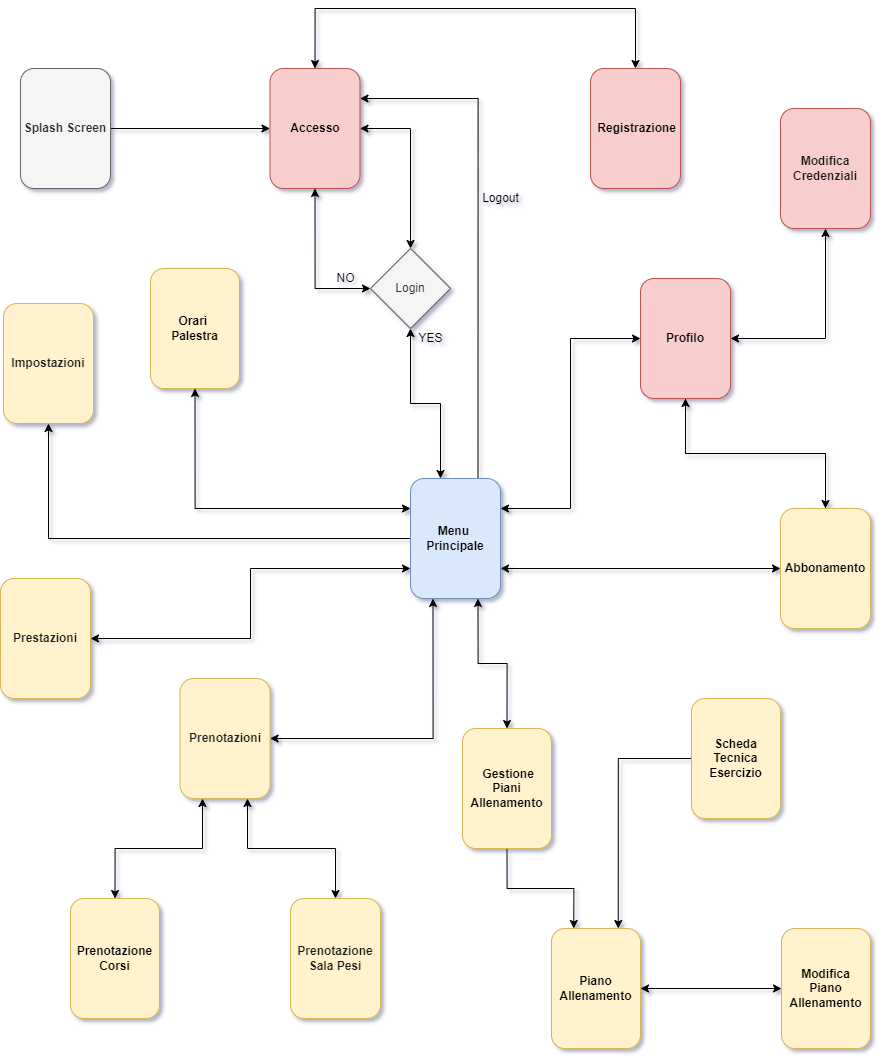 Splash Screen
Accesso
Registrazione
Modifica
Credenziali
Logout
NO
Login
YES
Orari
Palestra
Impostazioni
Profilo
Menu
Principale
Abbonamento
Prestazioni
Prenotazioni
Gestione
Piani
Allenamento
Scheda
Tecnica
Esercizio
Prenotazione
Corsi
Prenotazione
Sala Pesi
Piano
Allenamento
Modifica
Piano
Allenamento